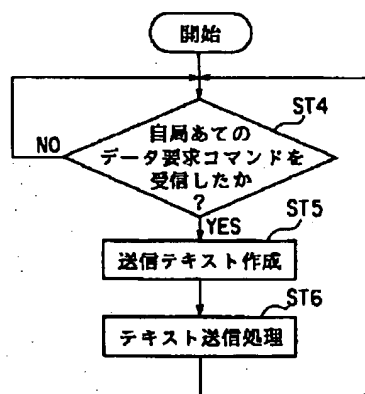 開始
ST4
自局あての
データ要求コマンドを
受信したか
?
NO
YES
ST5
送信テキスト作成
ST6
テキスト送信処理